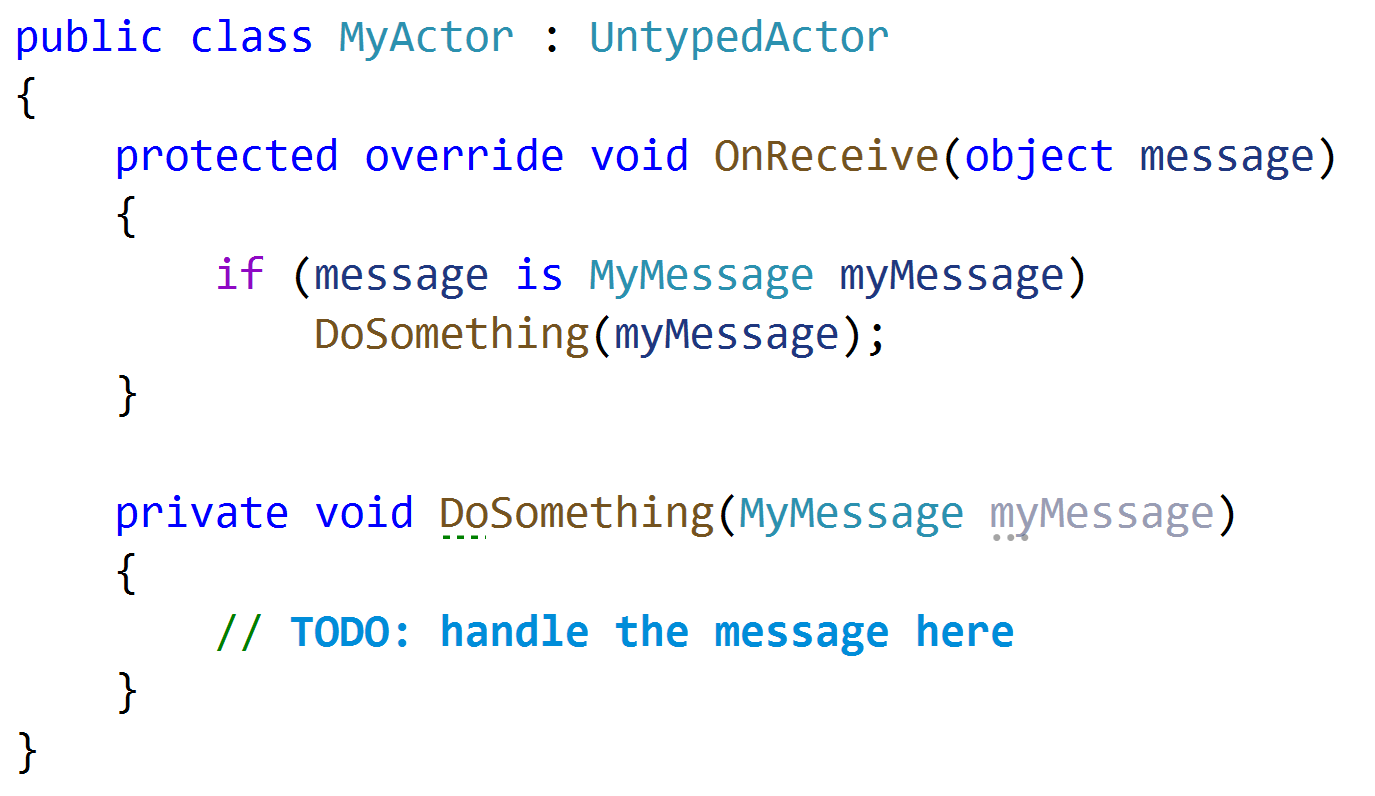 public class MyActor : UntypedActor
{
    protected override void OnReceive(object message)
    {
        if (message is MyMessage myMessage)
            DoSomething(myMessage);
    }

    private void DoSomething(MyMessage myMessage)
    {
        // TODO: handle the message here
    }
}